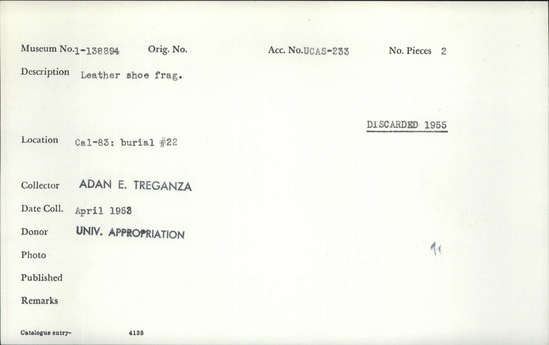 Museum No. 1-138894 Orig. No. Acc. No. UCAS-233 No. Pieces 2
Description Leather shoe frag.
DISCARDED 1955
Location Cal-83: burial #22
Collector ADAN E. TREGANZA
Date Coll. April 1953
Donor UNIV. APPROPRIATION
Photo
Published
Remarks
Catalogue entry- 4128